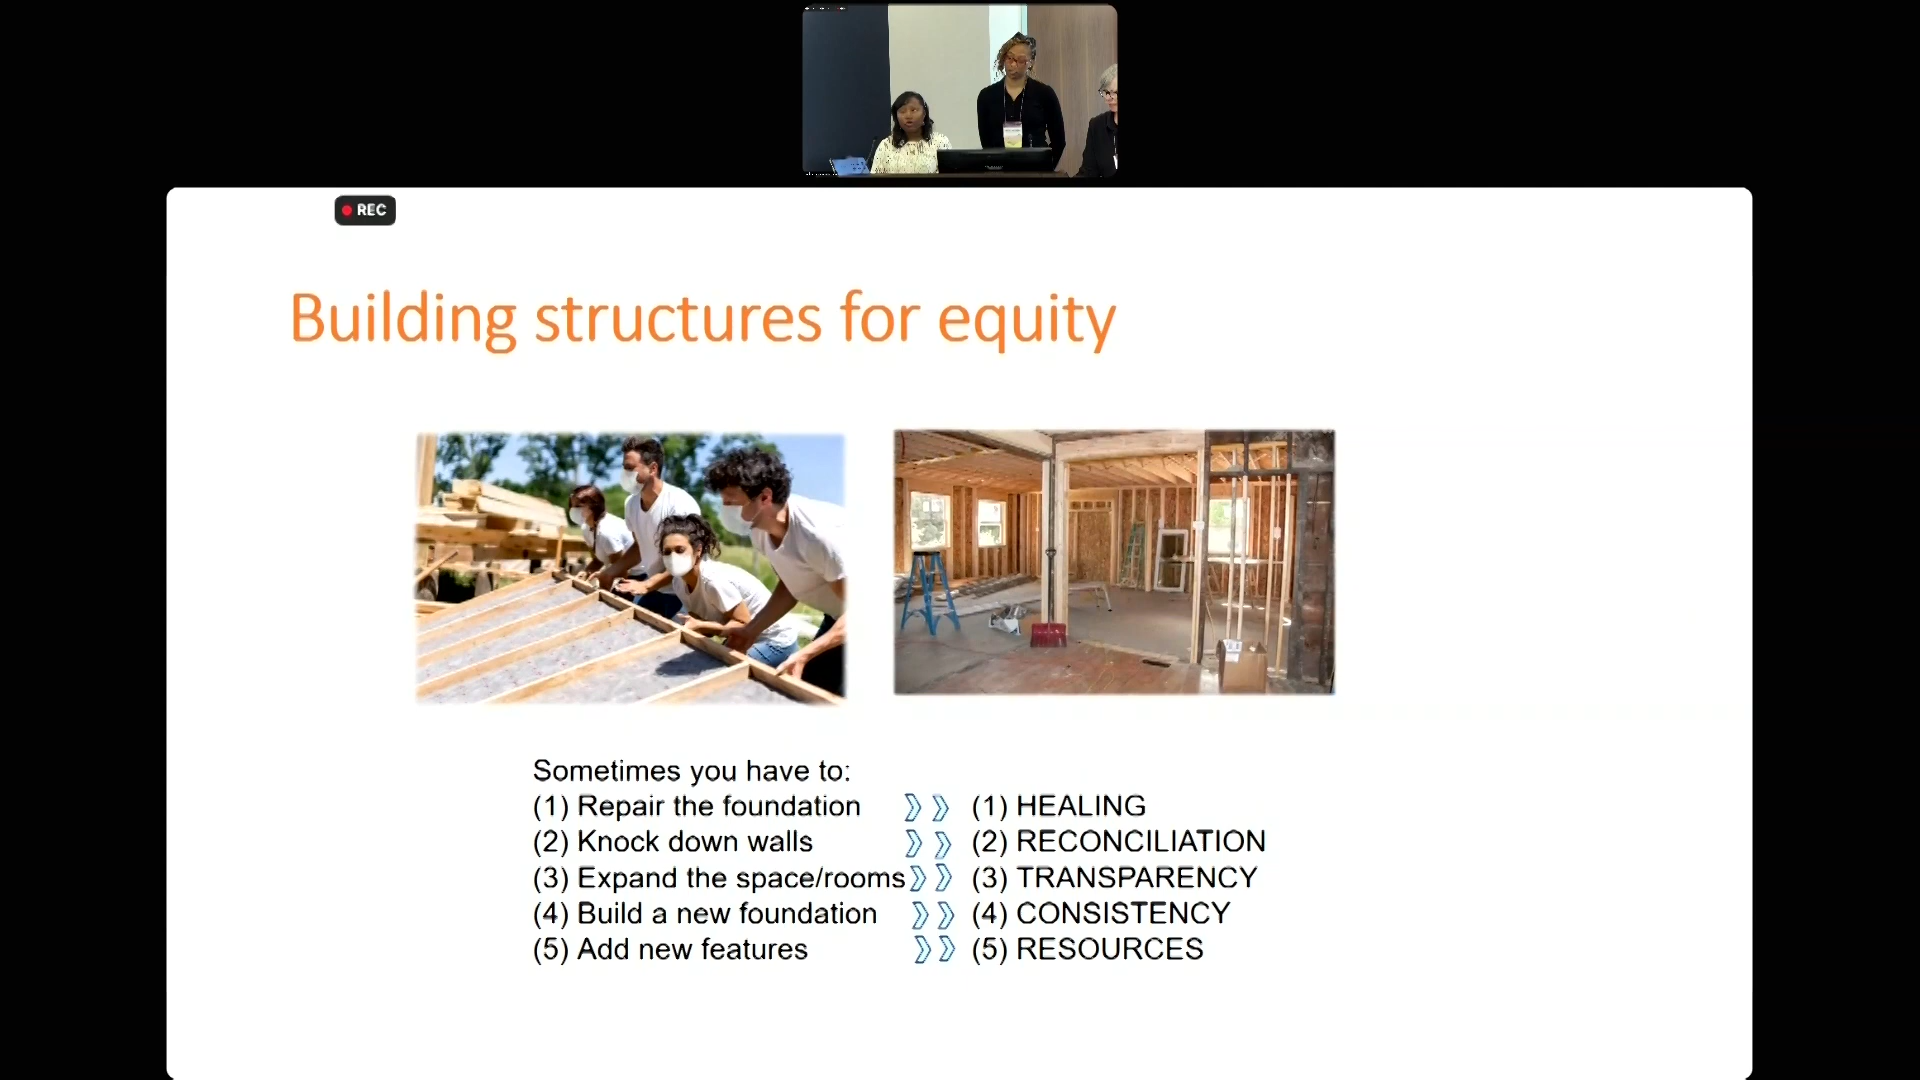 REC
Building structures for equity
Sometimes you have to:
(1) Repair the foundation (1) HEALING
(2) Knock down walls (2) RECONCILIATION
(3) Expand the space/rooms (3) TRANSPARENCY
(4) Build a new foundation (4) CONSISTENCY
(5) Add new features (5) RESOURCES